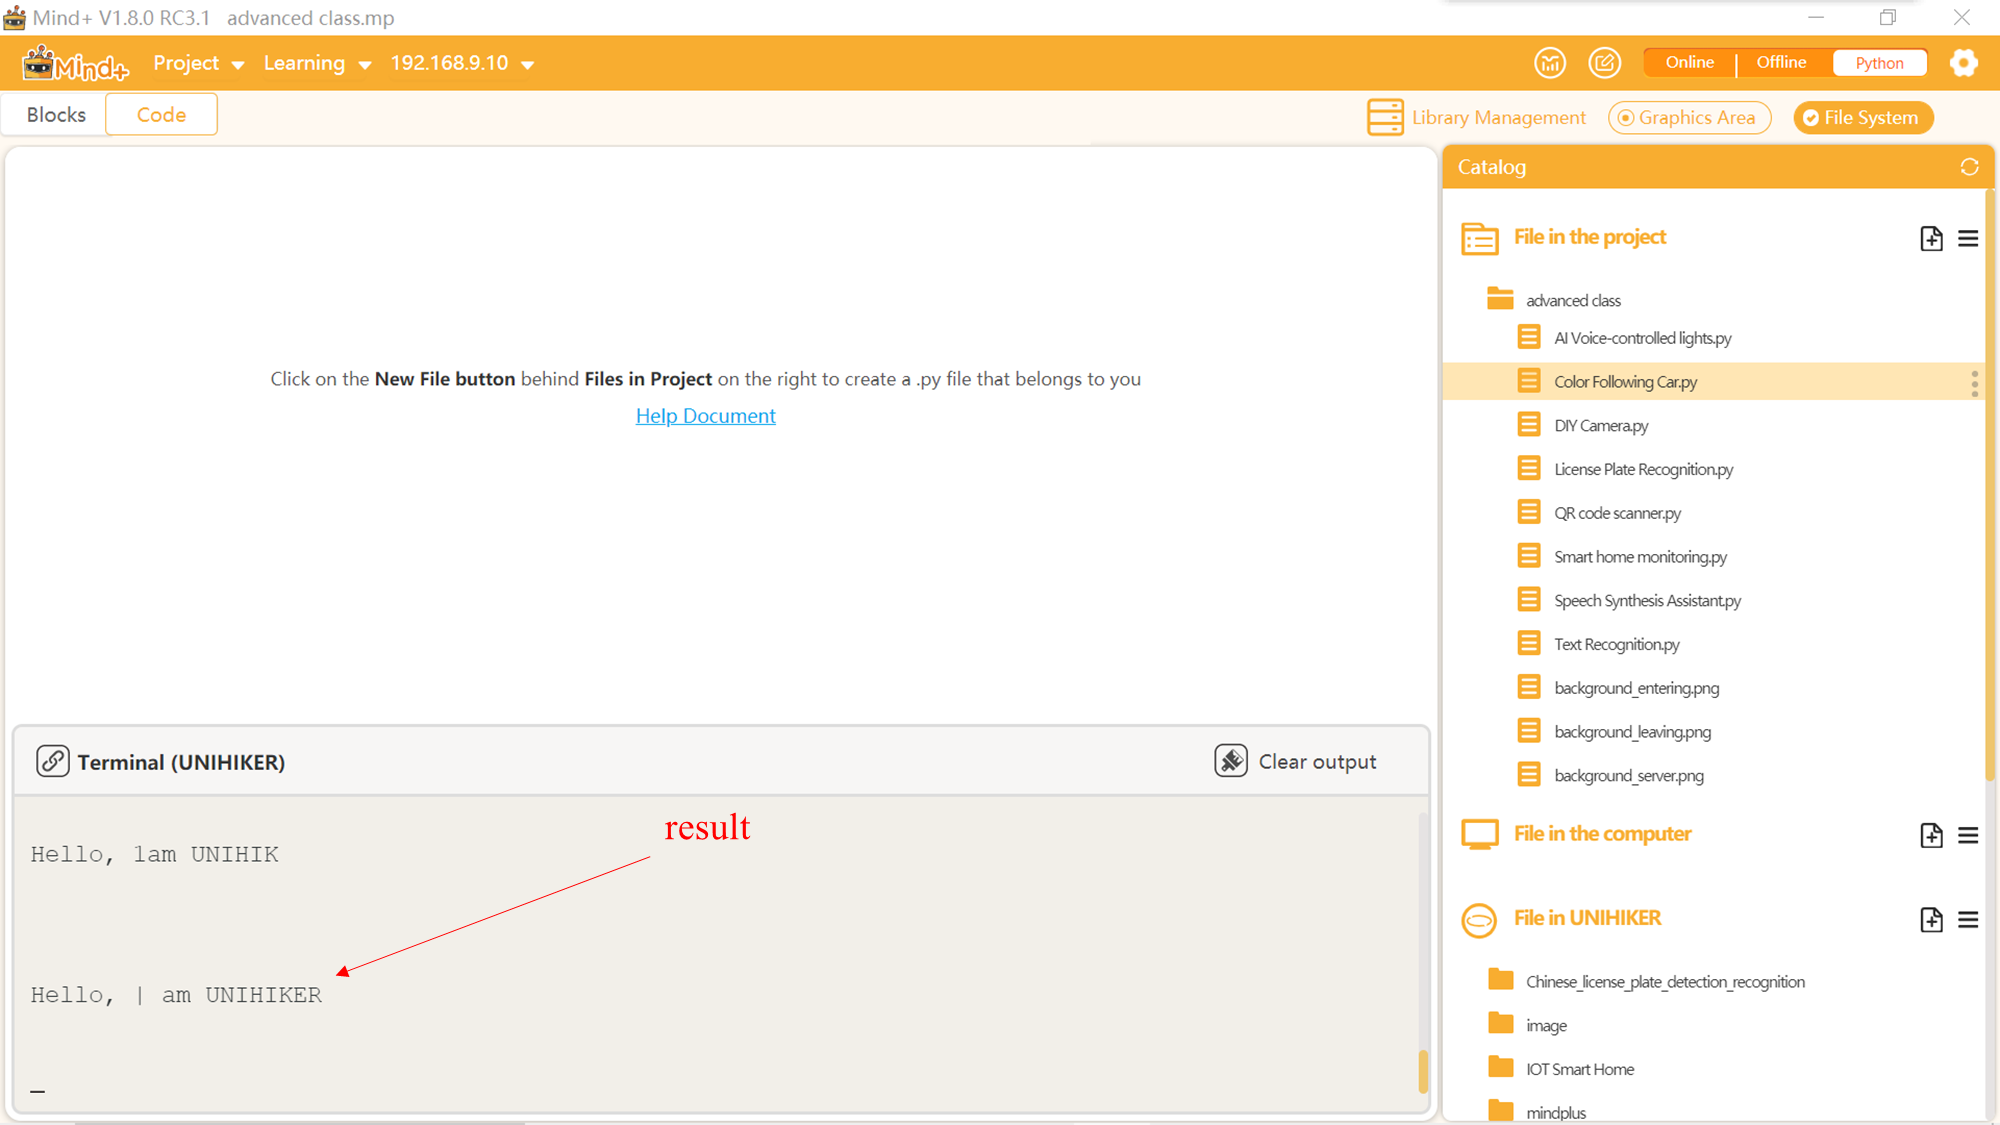 Mind+ V1.8.0 RC3.1 advanced class.mp
Mind+ Project Learning 192.168.9.10 Online Offline Python
Blocks Code Library Management Graphics Area File System
Catalog
File in the project
advanced class
AI Voice-controlled lights.py
Color Following Car.py
DIY Camera.py
License Plate Recognition.py
QR code scanner.py
Smart home monitoring.py
Speech Synthesis Assistant.py
Text Recognition.py
background_entering.png
background_leaving.png
background_server.png
File in the computer
File in UNIHIKER
Chinese_license_plate_detection_recognition
image
IOT Smart Home
mindplus
Click on the New File button behind Files in Project on the right to create a .py file that belongs to you
Help Document
Terminal (UNIHIKER) Clear output
result
Hello, 1am UNIHIK
Hello, | am UNIHIKER
_